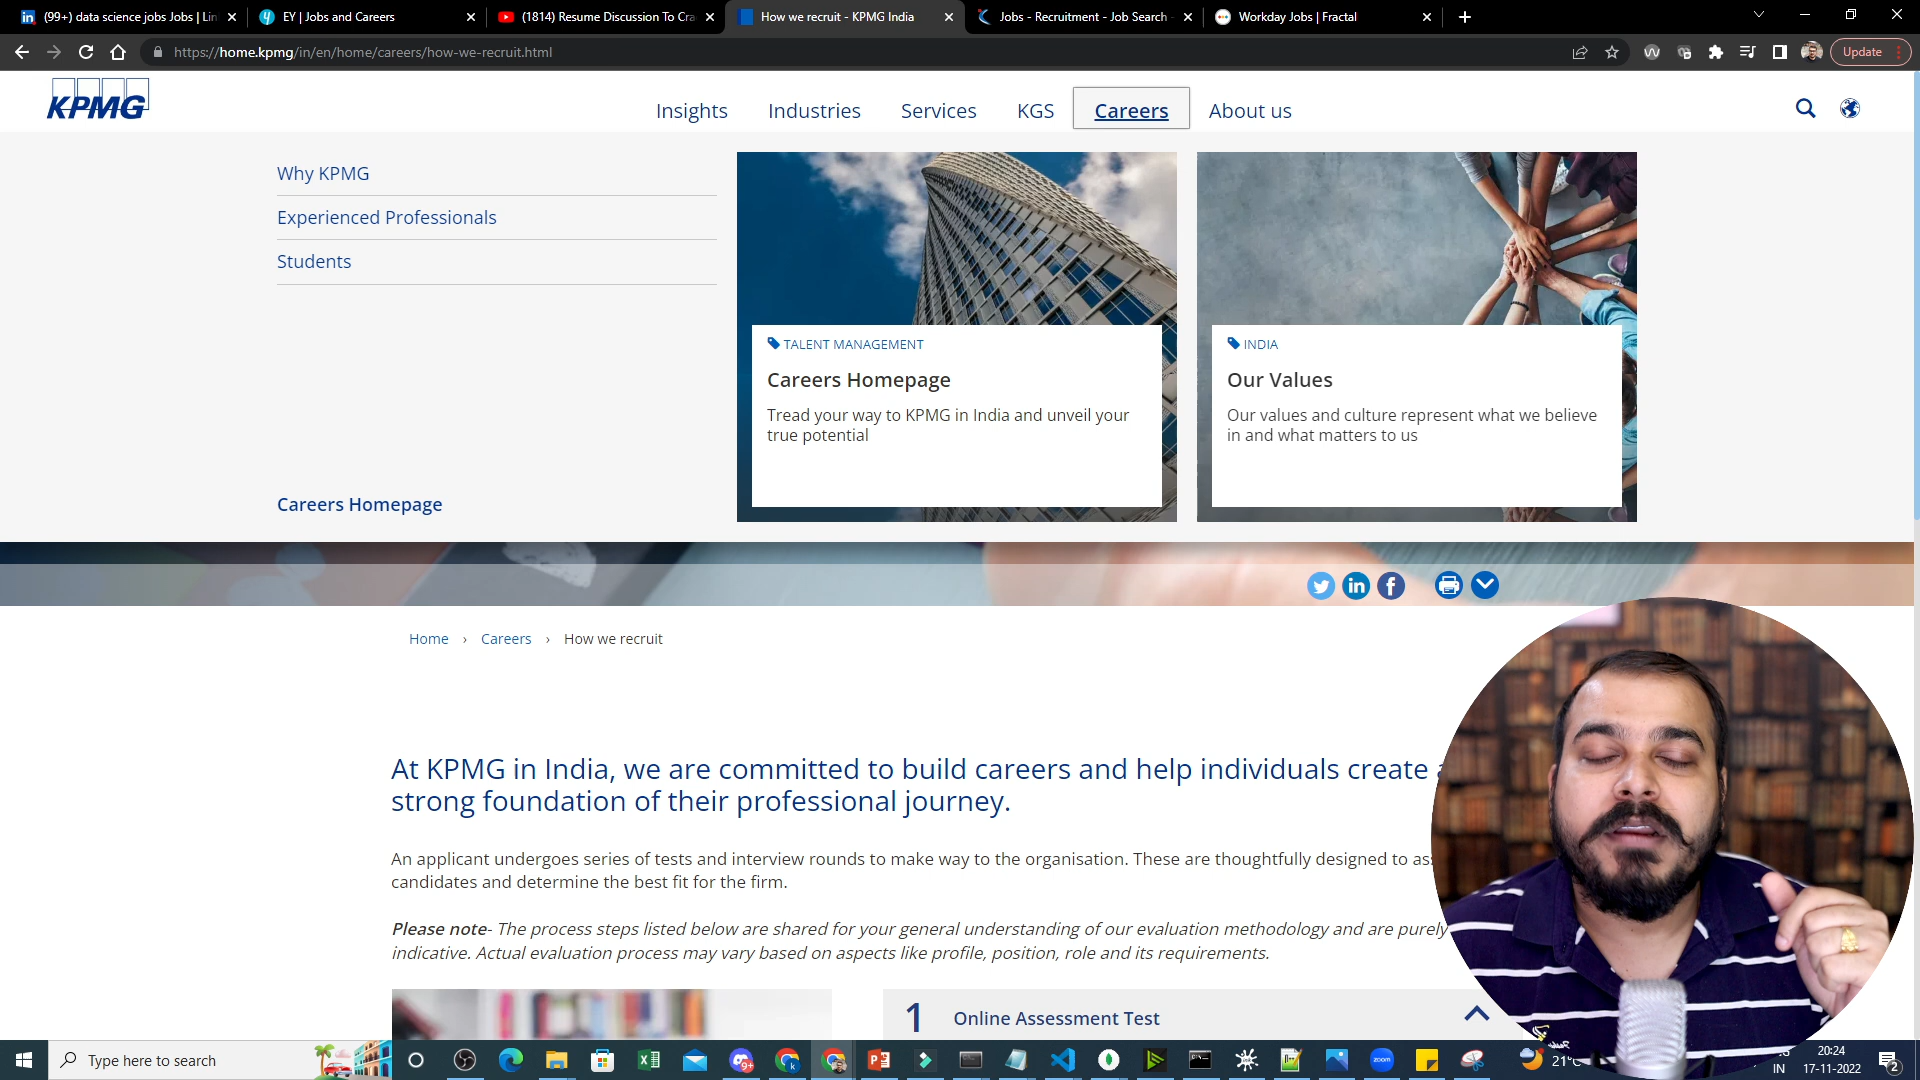 (99+) data science jobs Jobs | Lin
EY | Jobs and Careers
(1814) Resume Discussion To Cra
How we recruit - KPMG India
Jobs - Recruitment - Job Search -
Workday Jobs | Fractal
https://home.kpmg/in/en/home/careers/how-we-recruit.html
Update
KPMG
Insights
Industries
Services
KGS
Careers
About us
Why KPMG
Experienced Professionals
Students
Careers Homepage
TALENT MANAGEMENT
Careers Homepage
Tread your way to KPMG in India and unveil your
true potential
INDIA
Our Values
Our values and culture represent what we believe
in and what matters to us
Home › Careers › How we recruit
At KPMG in India, we are committed to build careers and help individuals create a
strong foundation of their professional journey.
An applicant undergoes series of tests and interview rounds to make way to the organisation. These are thoughtfully designed to as
candidates and determine the best fit for the firm.
Please note- The process steps listed below are shared for your general understanding of our evaluation methodology and are purely
indicative. Actual evaluation process may vary based on aspects like profile, position, role and its requirements.
1 Online Assessment Test
Type here to search
zoom
21°C
IN
20:24
17-11-2022
2